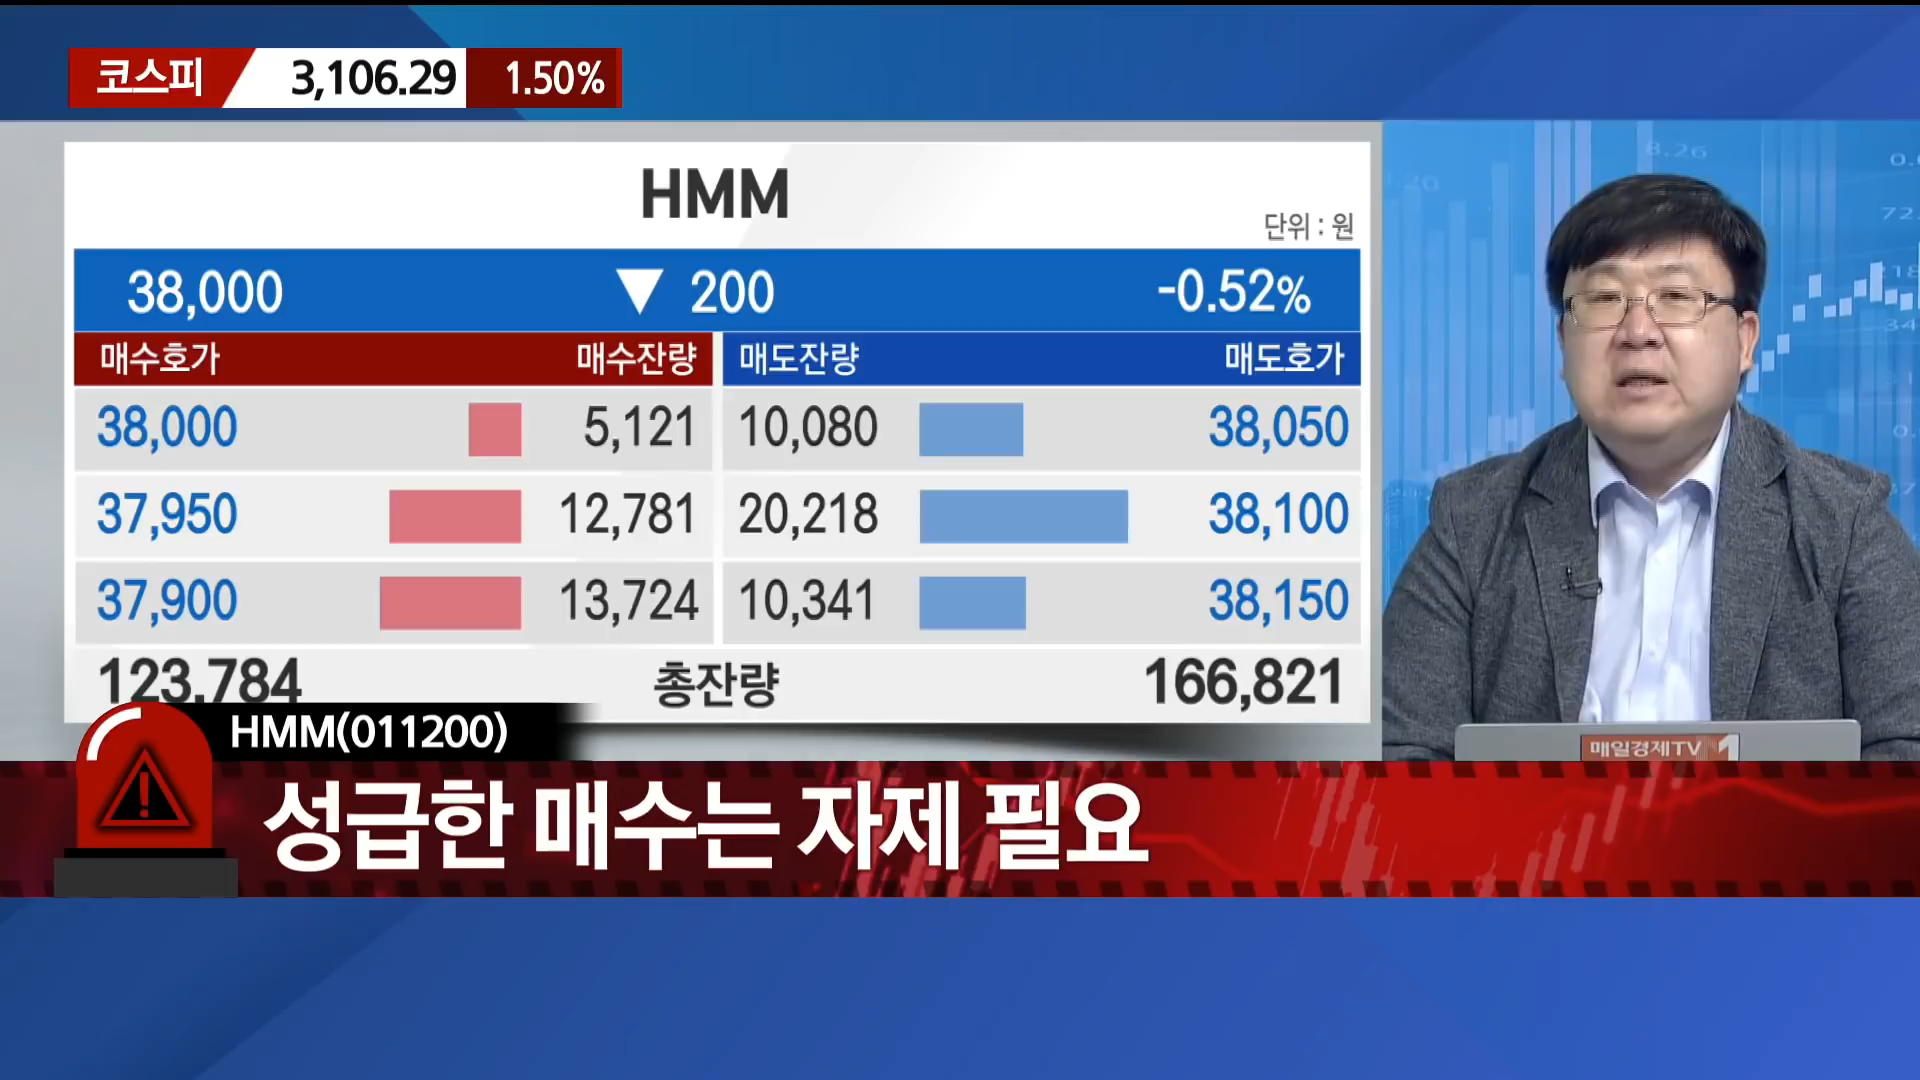 코스피 3,106.29 1.50%
HMM
단위 : 원
38,000 ▼ 200 -0.52%
매수호가 매수잔량 매도잔량 매도호가
38,000 5,121 10,080 38,050
37,950 12,781 20,218 38,100
37,900 13,724 10,341 38,150
123,784 총잔량 166,821
HMM(011200)
매일경제TV 1
성급한 매수는 자제 필요
8.26